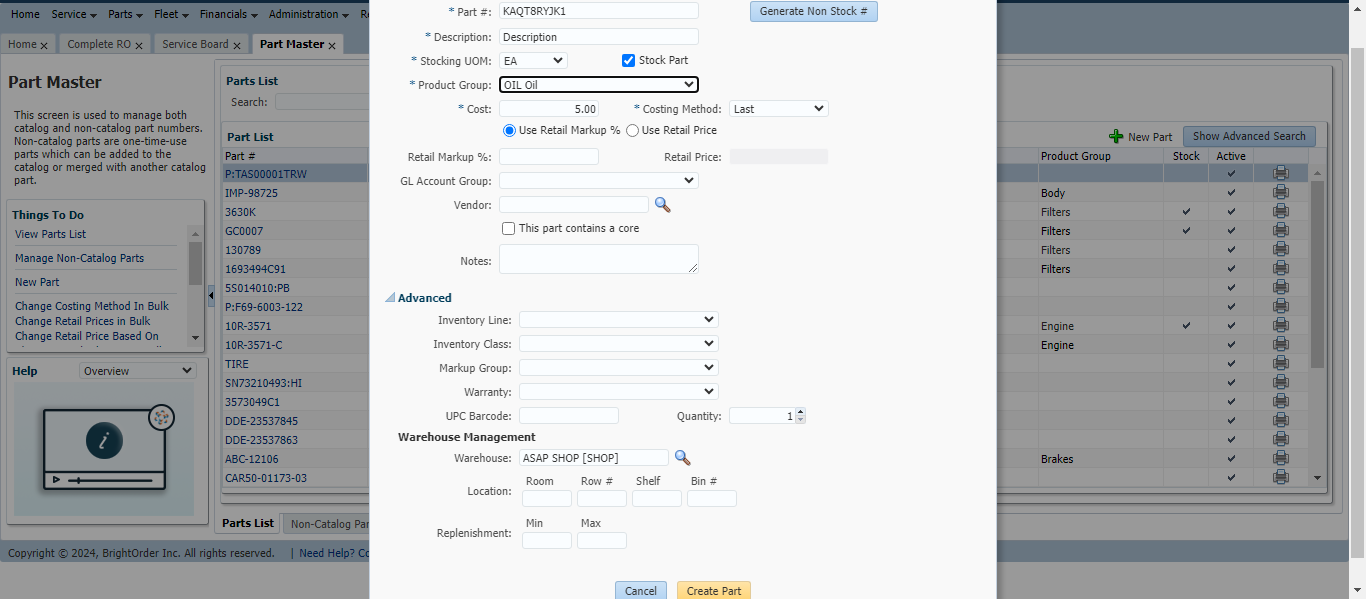 Home Service Parts Fleet Financials Administration
Home x Complete RO x Service Board x Part Master x
Part Master
This screen is used to manage both
catalog and non-catalog part numbers.
Non-catalog parts are one-time-use
parts which can be added to the
catalog or merged with another catalog
part.
Things To Do
View Parts List
Manage Non-Catalog Parts
New Part
Change Costing Method In Bulk
Change Retail Prices in Bulk
Change Retail Price Based On
Help Overview
Parts List
Search:
Part List
Part #
P:TAS00001TRW
IMP-98725
3630K
GC0007
130789
1693494C91
5S014010:PB
P:F69-6003-122
10R-3571
10R-3571-C
TIRE
SN73210493:HI
3573049C1
DDE-23537845
DDE-23537863
ABC-12106
CAR50-01173-03
Parts List Non-Catalog Par
* Part #: KAQT8RYJK1 Generate Non Stock #
* Description: Description
* Stocking UOM: EA Stock Part
* Product Group: OIL Oil
* Cost: 5.00 * Costing Method: Last
Use Retail Markup % Use Retail Price
Retail Markup %: Retail Price:
GL Account Group:
Vendor:
This part contains a core
Notes:
Advanced
Inventory Line:
Inventory Class:
Markup Group:
Warranty:
UPC Barcode: Quantity: 1
Warehouse Management
Warehouse: ASAP SHOP [SHOP]
Room Row # Shelf Bin #
Location:
Min Max
Replenishment:
Cancel Create Part
New Part Show Advanced Search
Product Group Stock Active
Body
Filters
Filters
Filters
Filters
Engine
Engine
Brakes
Copyright © 2024, BrightOrder Inc. All rights reserved. | Need Help? Co